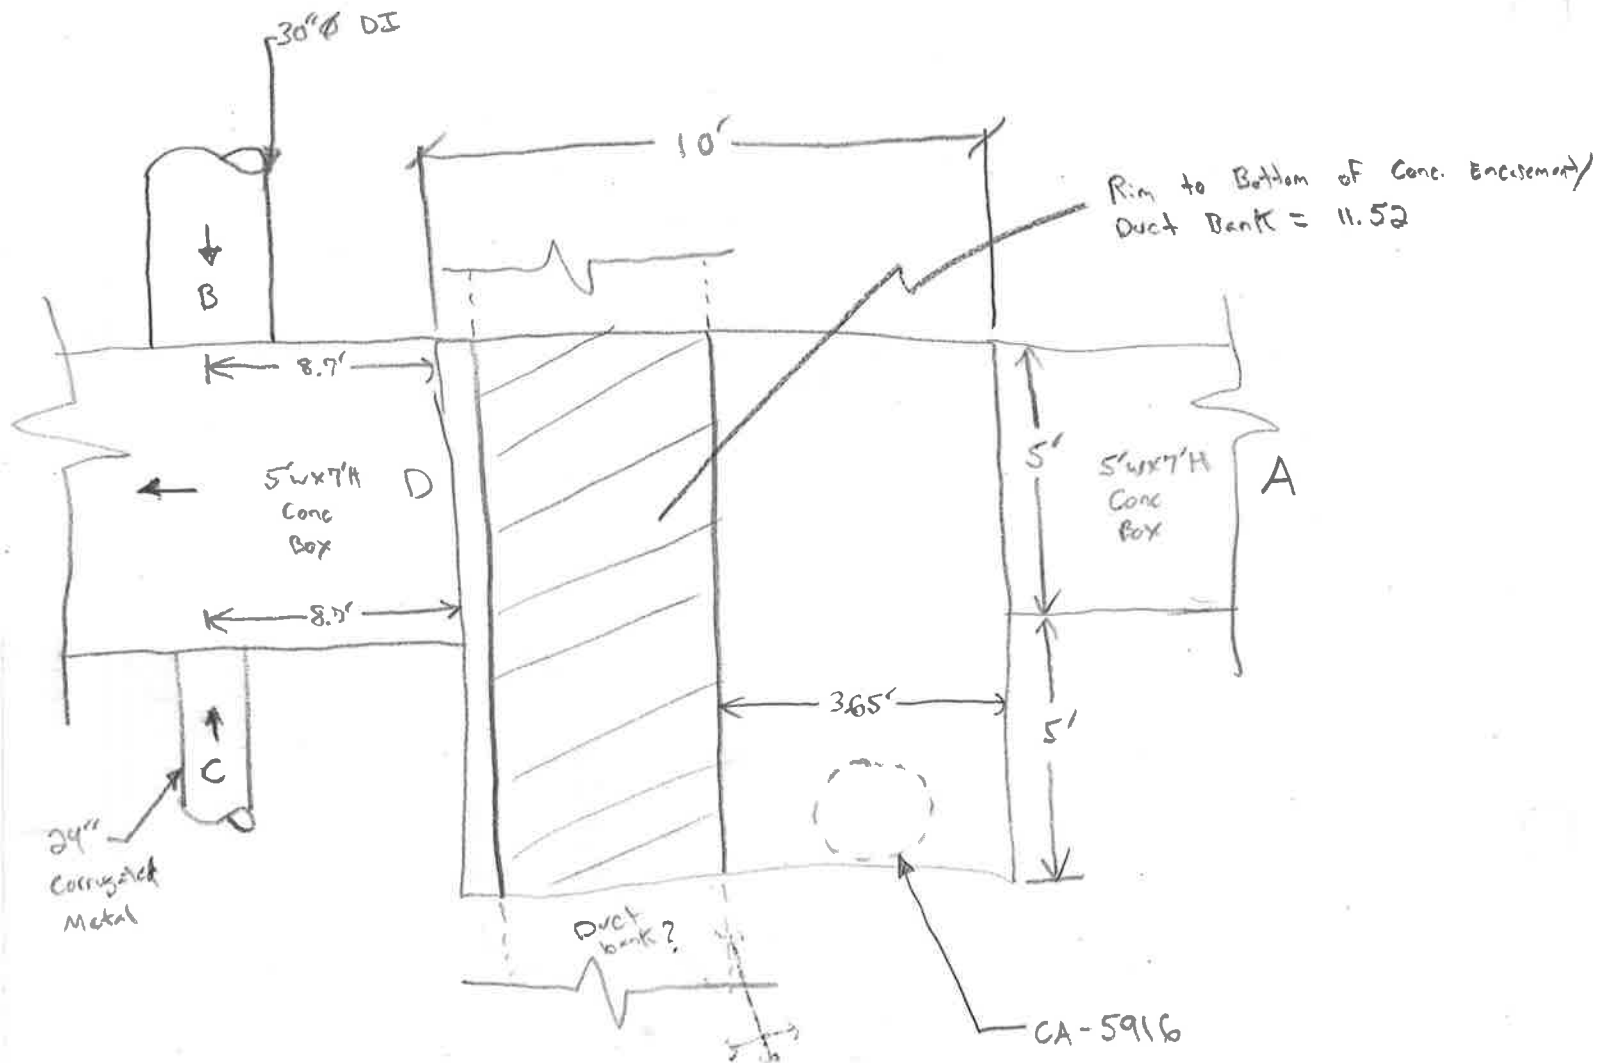 30"Ø DI
10'
Rim to Bottom of Conc. Encasement/
Duct Bank = 11.52
B
8.7'
5'
5'Wx7'H
Conc
Box
D
5'Wx7'H
Conc
Box
A
8.7'
3.65'
5'
C
24"
Corrugated
Metal
Duct
bank?
CA-5916